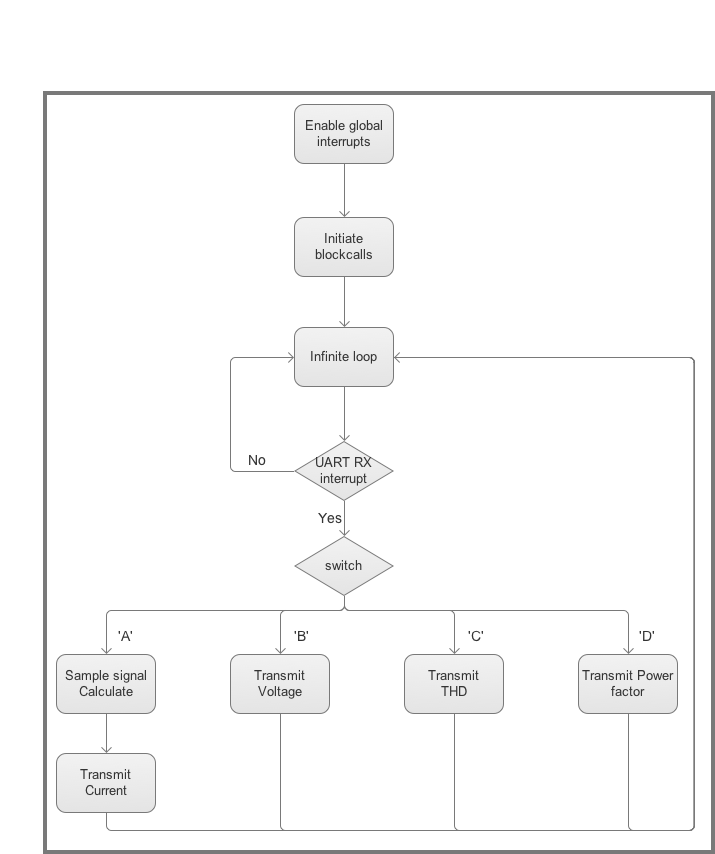 Enable global
interrupts
Initiate
blockcalls
Infinite loop
No
UART RX
interrupt
Yes
switch
'A'
'B'
'C'
'D'
Sample signal
Calculate
Transmit
Voltage
Transmit
THD
Transmit Power
factor
Transmit
Current